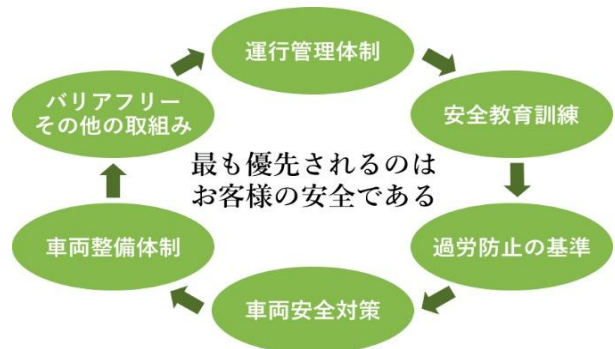 運行管理体制
安全教育訓練
過労防止の基準
車両安全対策
車両整備体制
バリアフリー
その他の取組み
最も優先されるのは
お客様の安全である